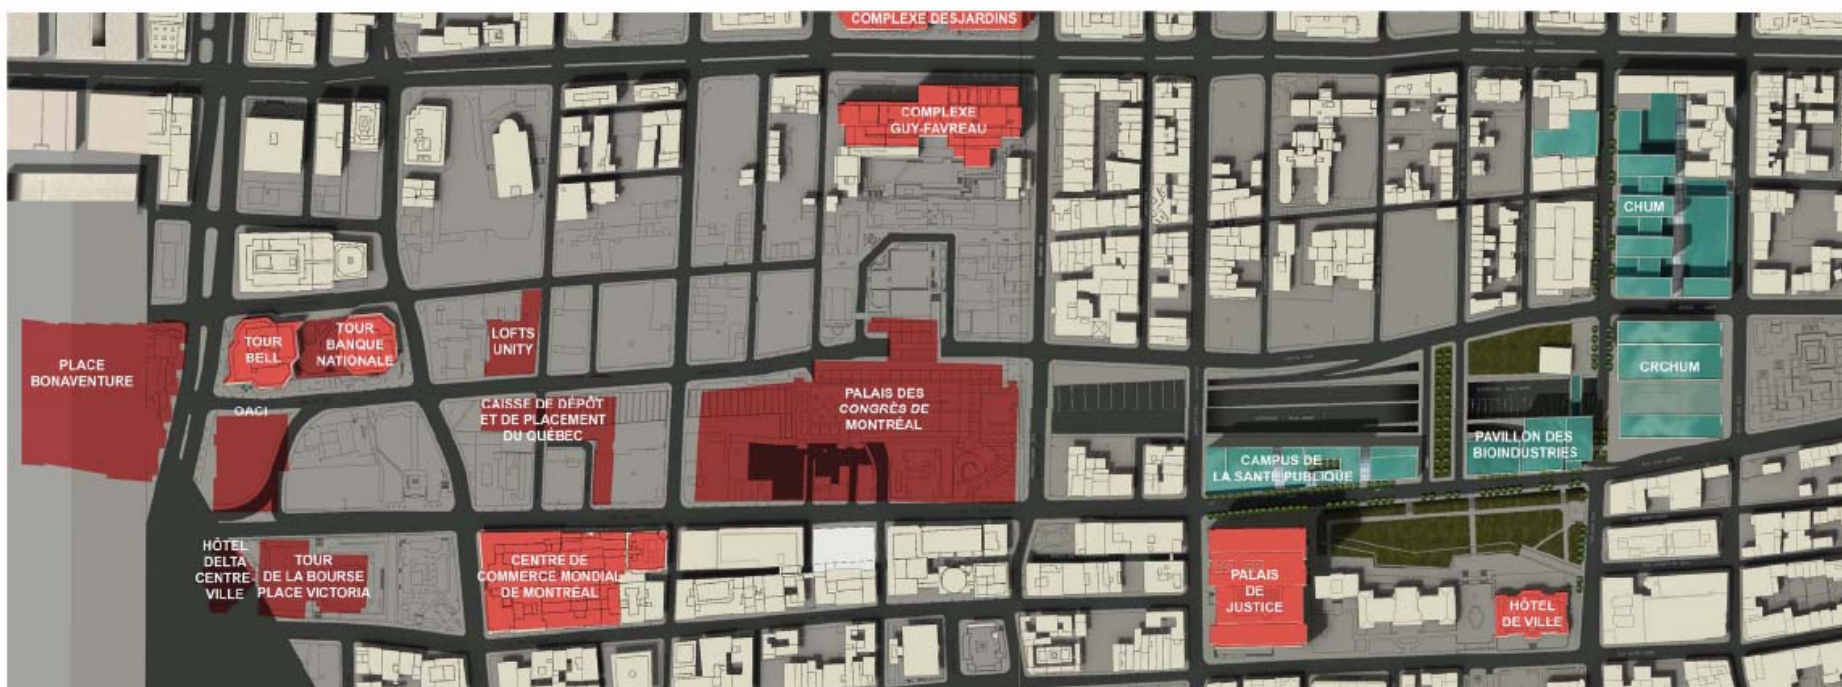 COMPLEXE DESJARDINS
COMPLEXE
GUY-FAVREAU
CHUM
PLACE
BONAVENTURE
TOUR
BELL
TOUR
BANQUE
NATIONALE
LOFTS
UNITY
OACI
CAISSE DE DÉPÔT
ET DE PLACEMENT
DU QUÉBEC
PALAIS DES
CONGRÈS DE
MONTRÉAL
CRCHUM
PAVILLON DES
BIOINDUSTRIES
CAMPUS DE
LA SANTÉ PUBLIQUE
HÔTEL
DELTA
CENTRE-
VILLE
TOUR
DE LA BOURSE
PLACE VICTORIA
CENTRE DE
COMMERCE MONDIAL
DE MONTRÉAL
PALAIS
DE
JUSTICE
HÔTEL
DE VILLE